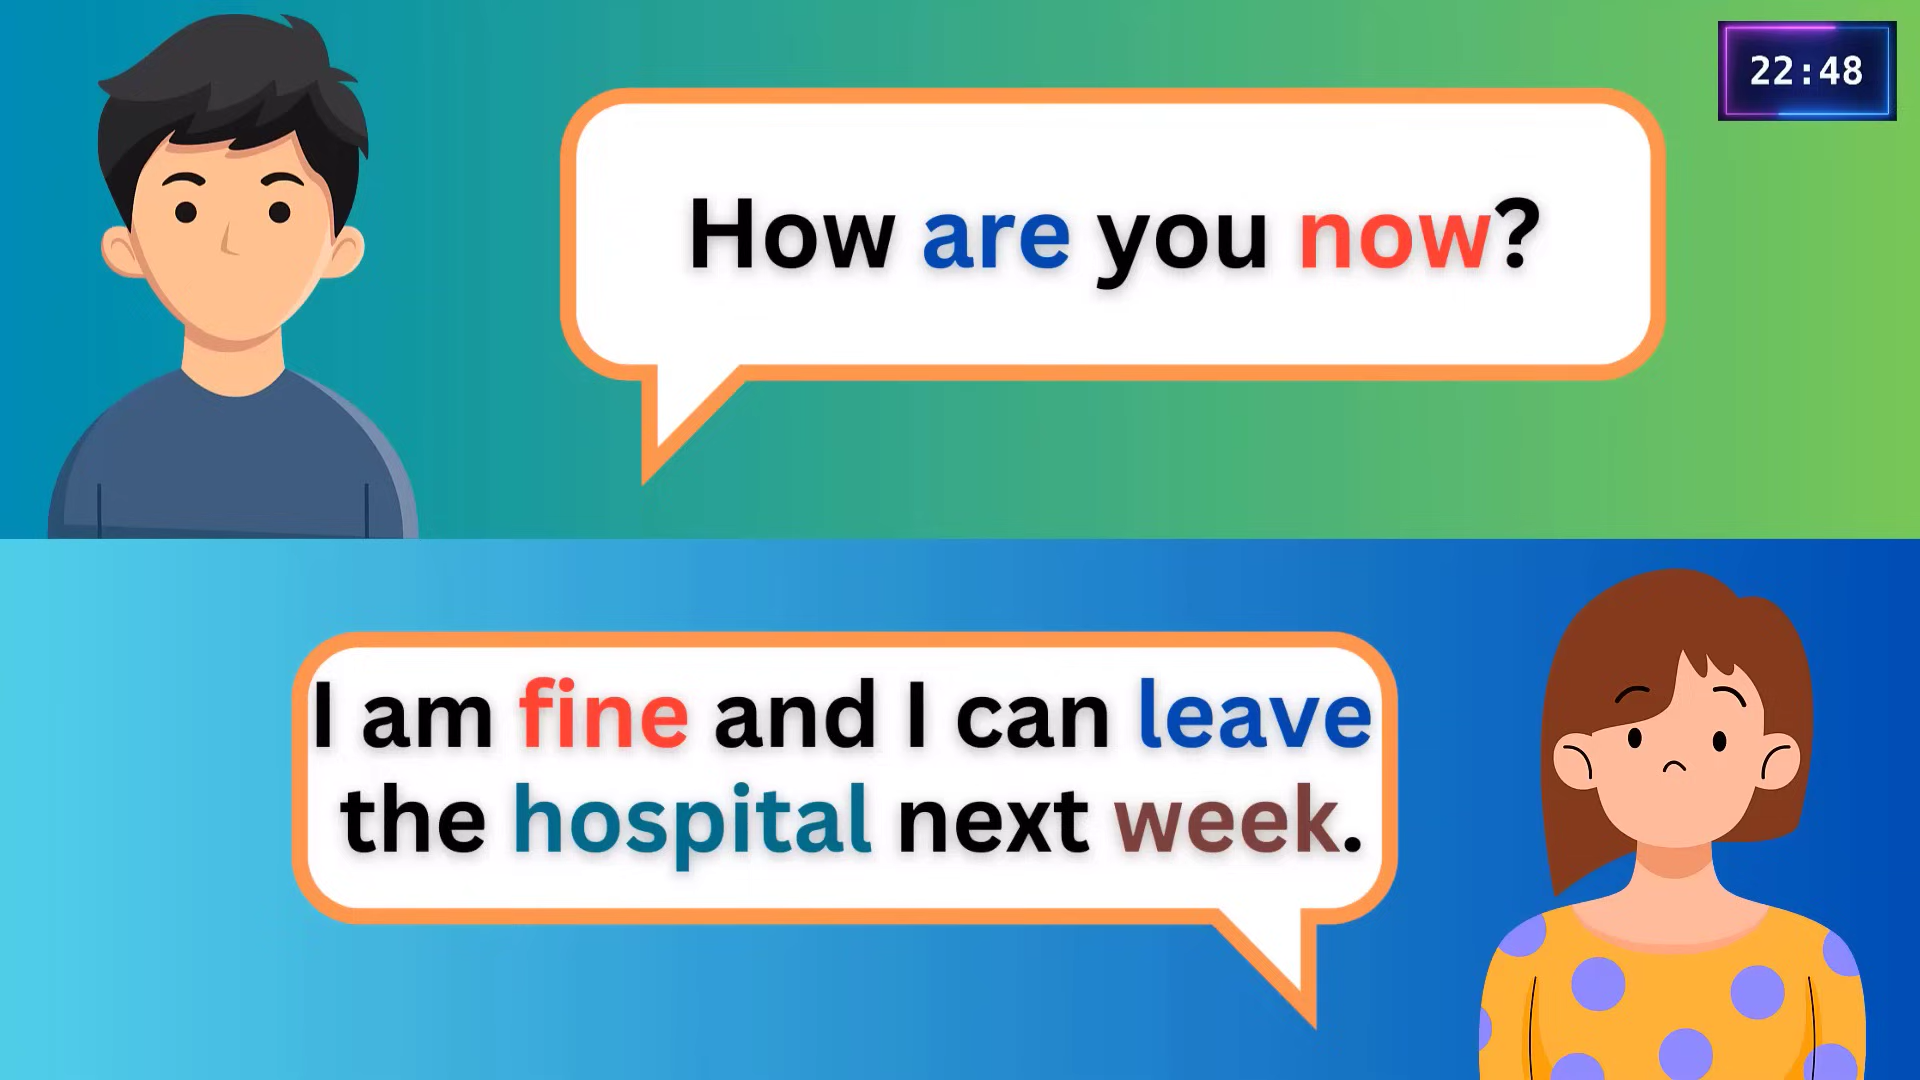 22:48
How are you now?
I am fine and I can leave
the hospital next week.